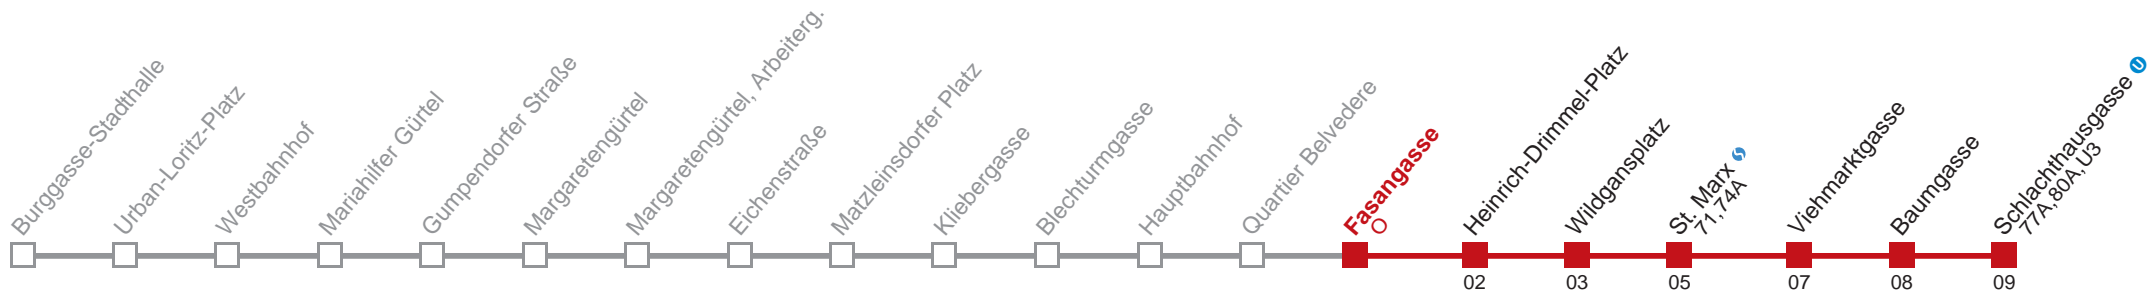 Burggasse-Stadthalle
Urban-Loritz-Platz
Westbahnhof
Mariahilfer Gürtel
Gumpendorfer Straße
Margaretengürtel
Margaretengürtel, Arbeiterg.
Eichenstraße
Matzleinsdorfer Platz
Kliebergasse
Blechturmgasse
Hauptbahnhof
Quartier Belvedere
Fasangasse
O
Heinrich-Drimmel-Platz
02
Wildgansplatz
03
St. Marx S
71,74A
05
Viehmarktgasse
07
Baumgasse
08
Schlachthausgasse U
77A,80A,U3
09